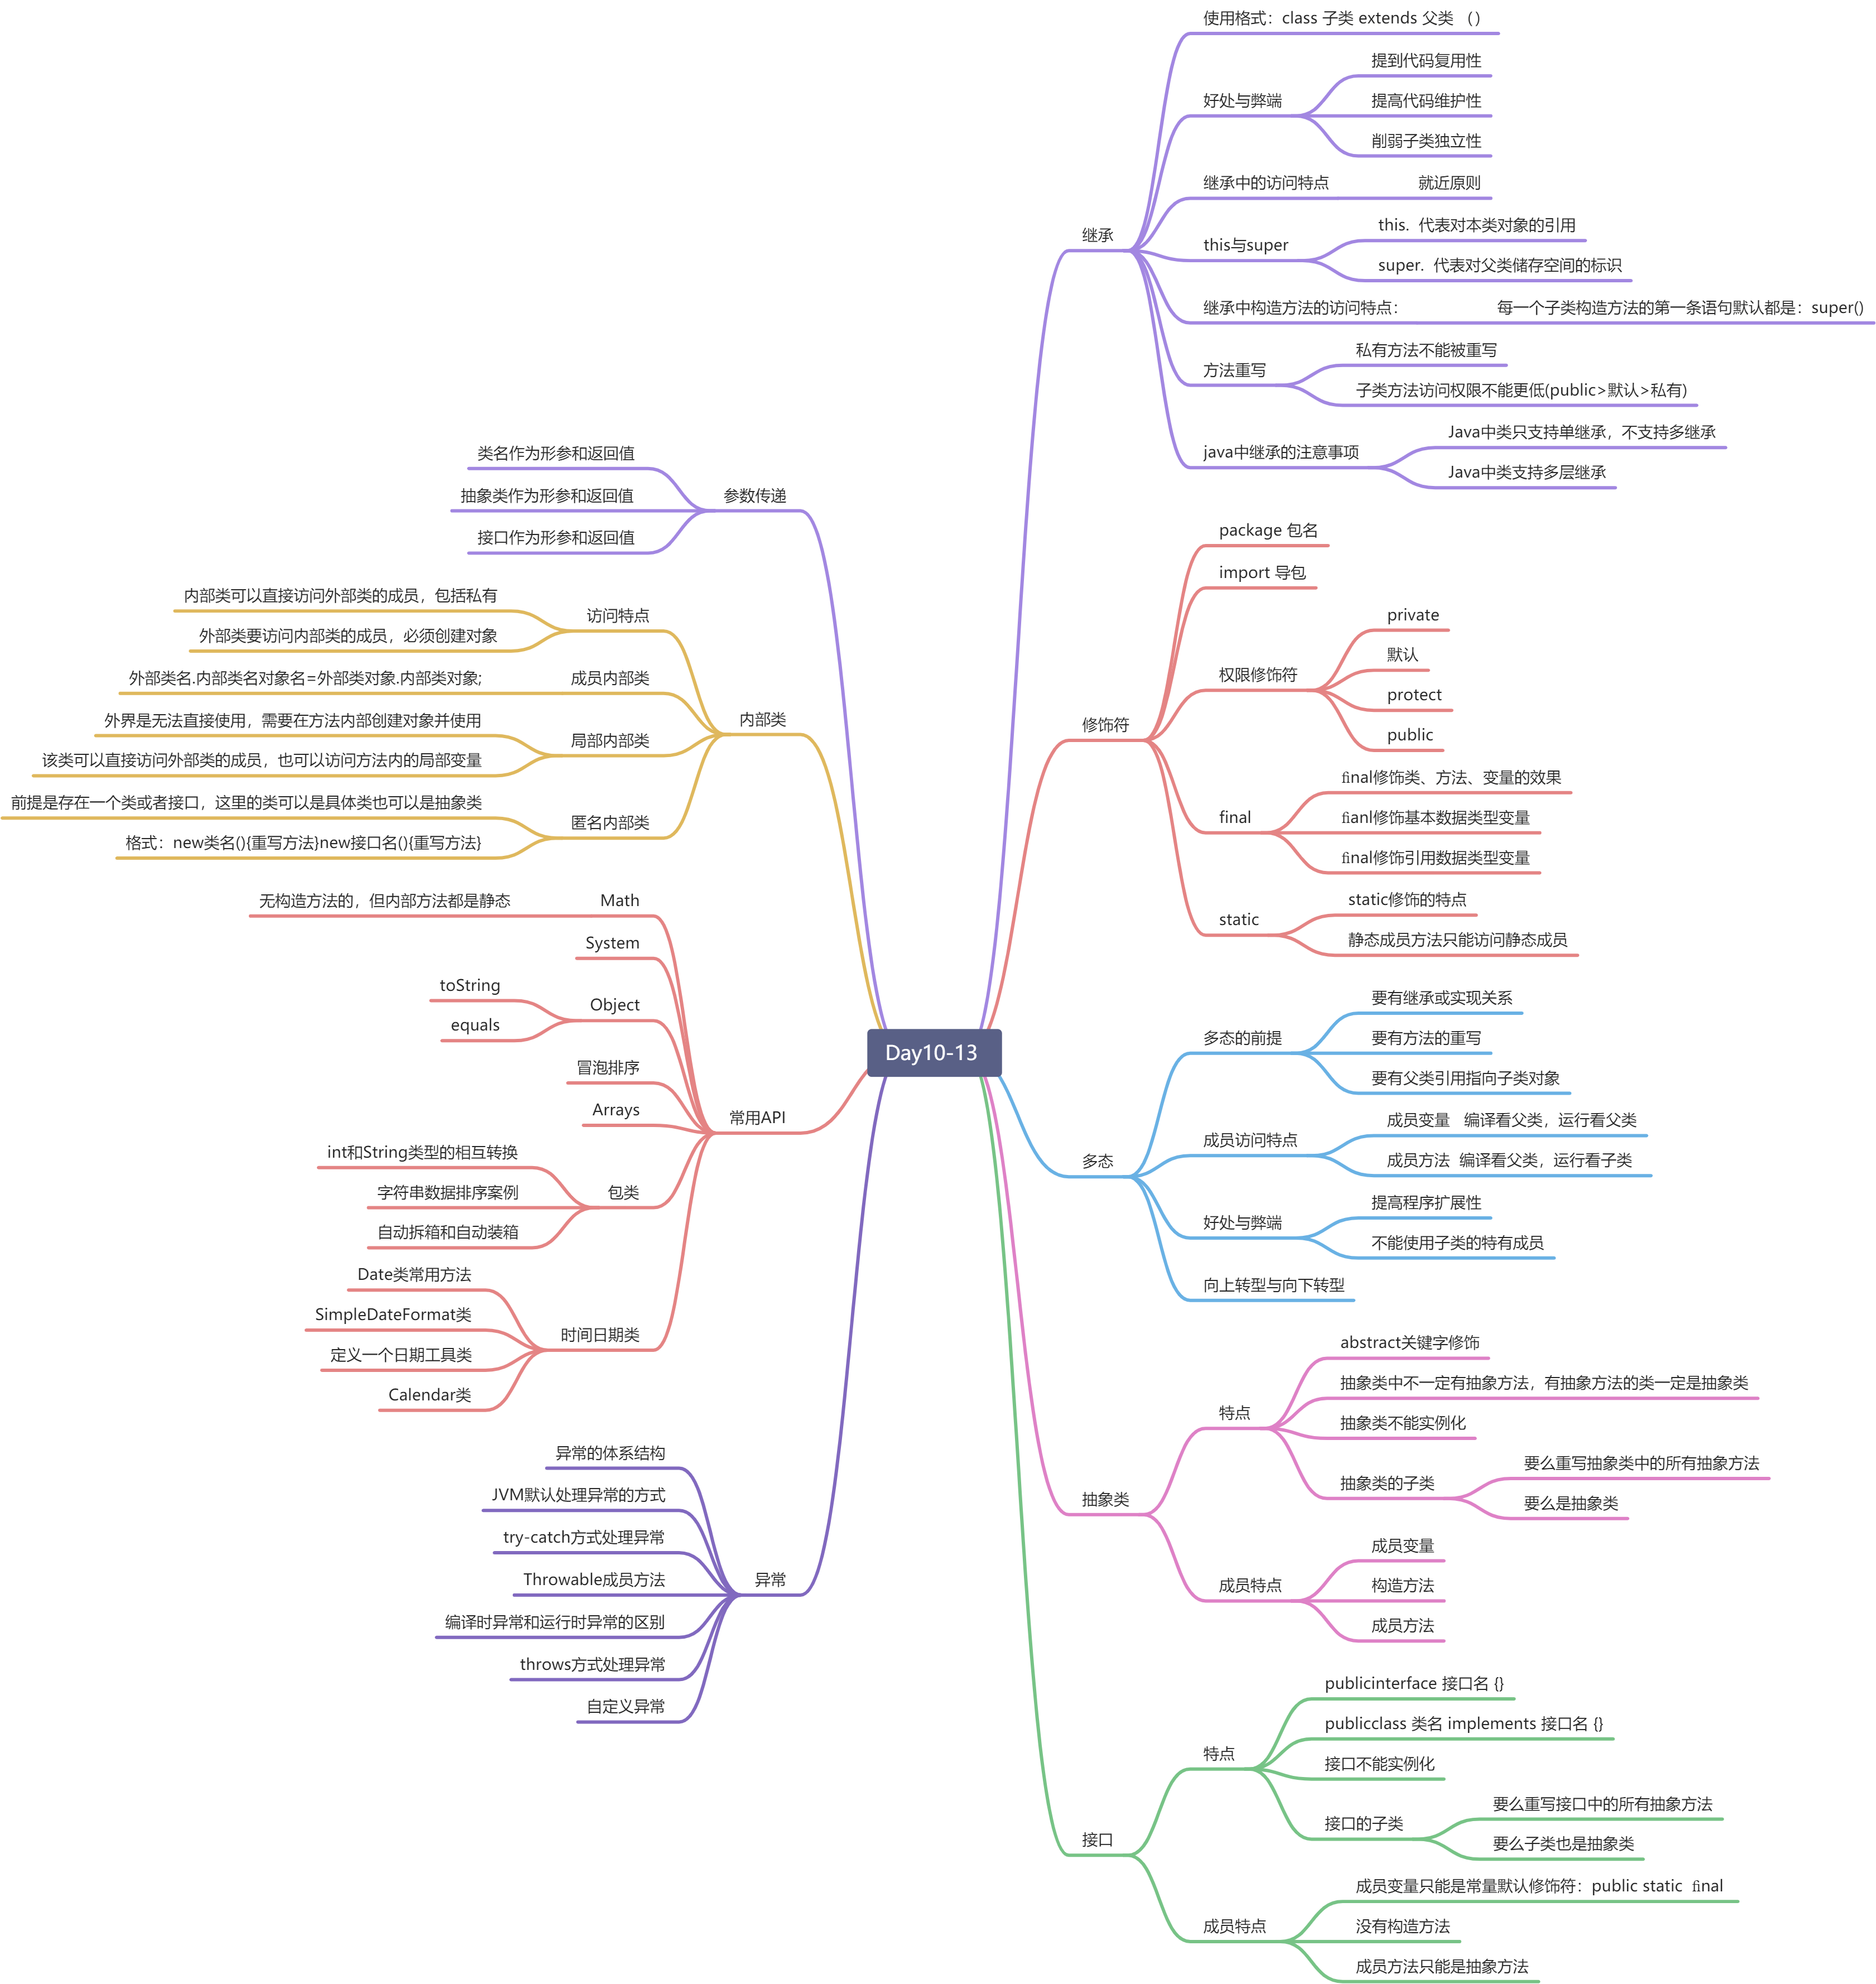 Day10-13
继承
使用格式：class 子类 extends 父类 （）
好处与弊端
提到代码复用性
提高代码维护性
削弱子类独立性
继承中的访问特点
就近原则
this与super
this. 代表对本类对象的引用
super. 代表对父类储存空间的标识
继承中构造方法的访问特点：
每一个子类构造方法的第一条语句默认都是：super()
方法重写
私有方法不能被重写
子类方法访问权限不能更低(public>默认>私有)
java中继承的注意事项
Java中类只支持单继承，不支持多继承
Java中类支持多层继承
修饰符
package 包名
import 导包
权限修饰符
private
默认
protect
public
final
final修饰类、方法、变量的效果
fianl修饰基本数据类型变量
final修饰引用数据类型变量
static
static修饰的特点
静态成员方法只能访问静态成员
多态
多态的前提
要有继承或实现关系
要有方法的重写
要有父类引用指向子类对象
成员访问特点
成员变量 编译看父类，运行看父类
成员方法 编译看父类，运行看子类
好处与弊端
提高程序扩展性
不能使用子类的特有成员
向上转型与向下转型
抽象类
特点
abstract关键字修饰
抽象类中不一定有抽象方法，有抽象方法的类一定是抽象类
抽象类不能实例化
抽象类的子类
要么重写抽象类中的所有抽象方法
要么是抽象类
成员特点
成员变量
构造方法
成员方法
接口
特点
publicinterface 接口名 {}
publicclass 类名 implements 接口名 {}
接口不能实例化
接口的子类
要么重写接口中的所有抽象方法
要么子类也是抽象类
成员特点
成员变量只能是常量默认修饰符：public static final
没有构造方法
成员方法只能是抽象方法
参数传递
类名作为形参和返回值
抽象类作为形参和返回值
接口作为形参和返回值
内部类
访问特点
内部类可以直接访问外部类的成员，包括私有
外部类要访问内部类的成员，必须创建对象
成员内部类
外部类名.内部类名对象名=外部类对象.内部类对象;
局部内部类
外界是无法直接使用，需要在方法内部创建对象并使用
该类可以直接访问外部类的成员，也可以访问方法内的局部变量
匿名内部类
前提是存在一个类或者接口，这里的类可以是具体类也可以是抽象类
格式：new类名(){重写方法}new接口名(){重写方法}
常用API
Math
无构造方法的，但内部方法都是静态
System
Object
toString
equals
冒泡排序
Arrays
包类
int和String类型的相互转换
字符串数据排序案例
自动拆箱和自动装箱
时间日期类
Date类常用方法
SimpleDateFormat类
定义一个日期工具类
Calendar类
异常
异常的体系结构
JVM默认处理异常的方式
try-catch方式处理异常
Throwable成员方法
编译时异常和运行时异常的区别
throws方式处理异常
自定义异常